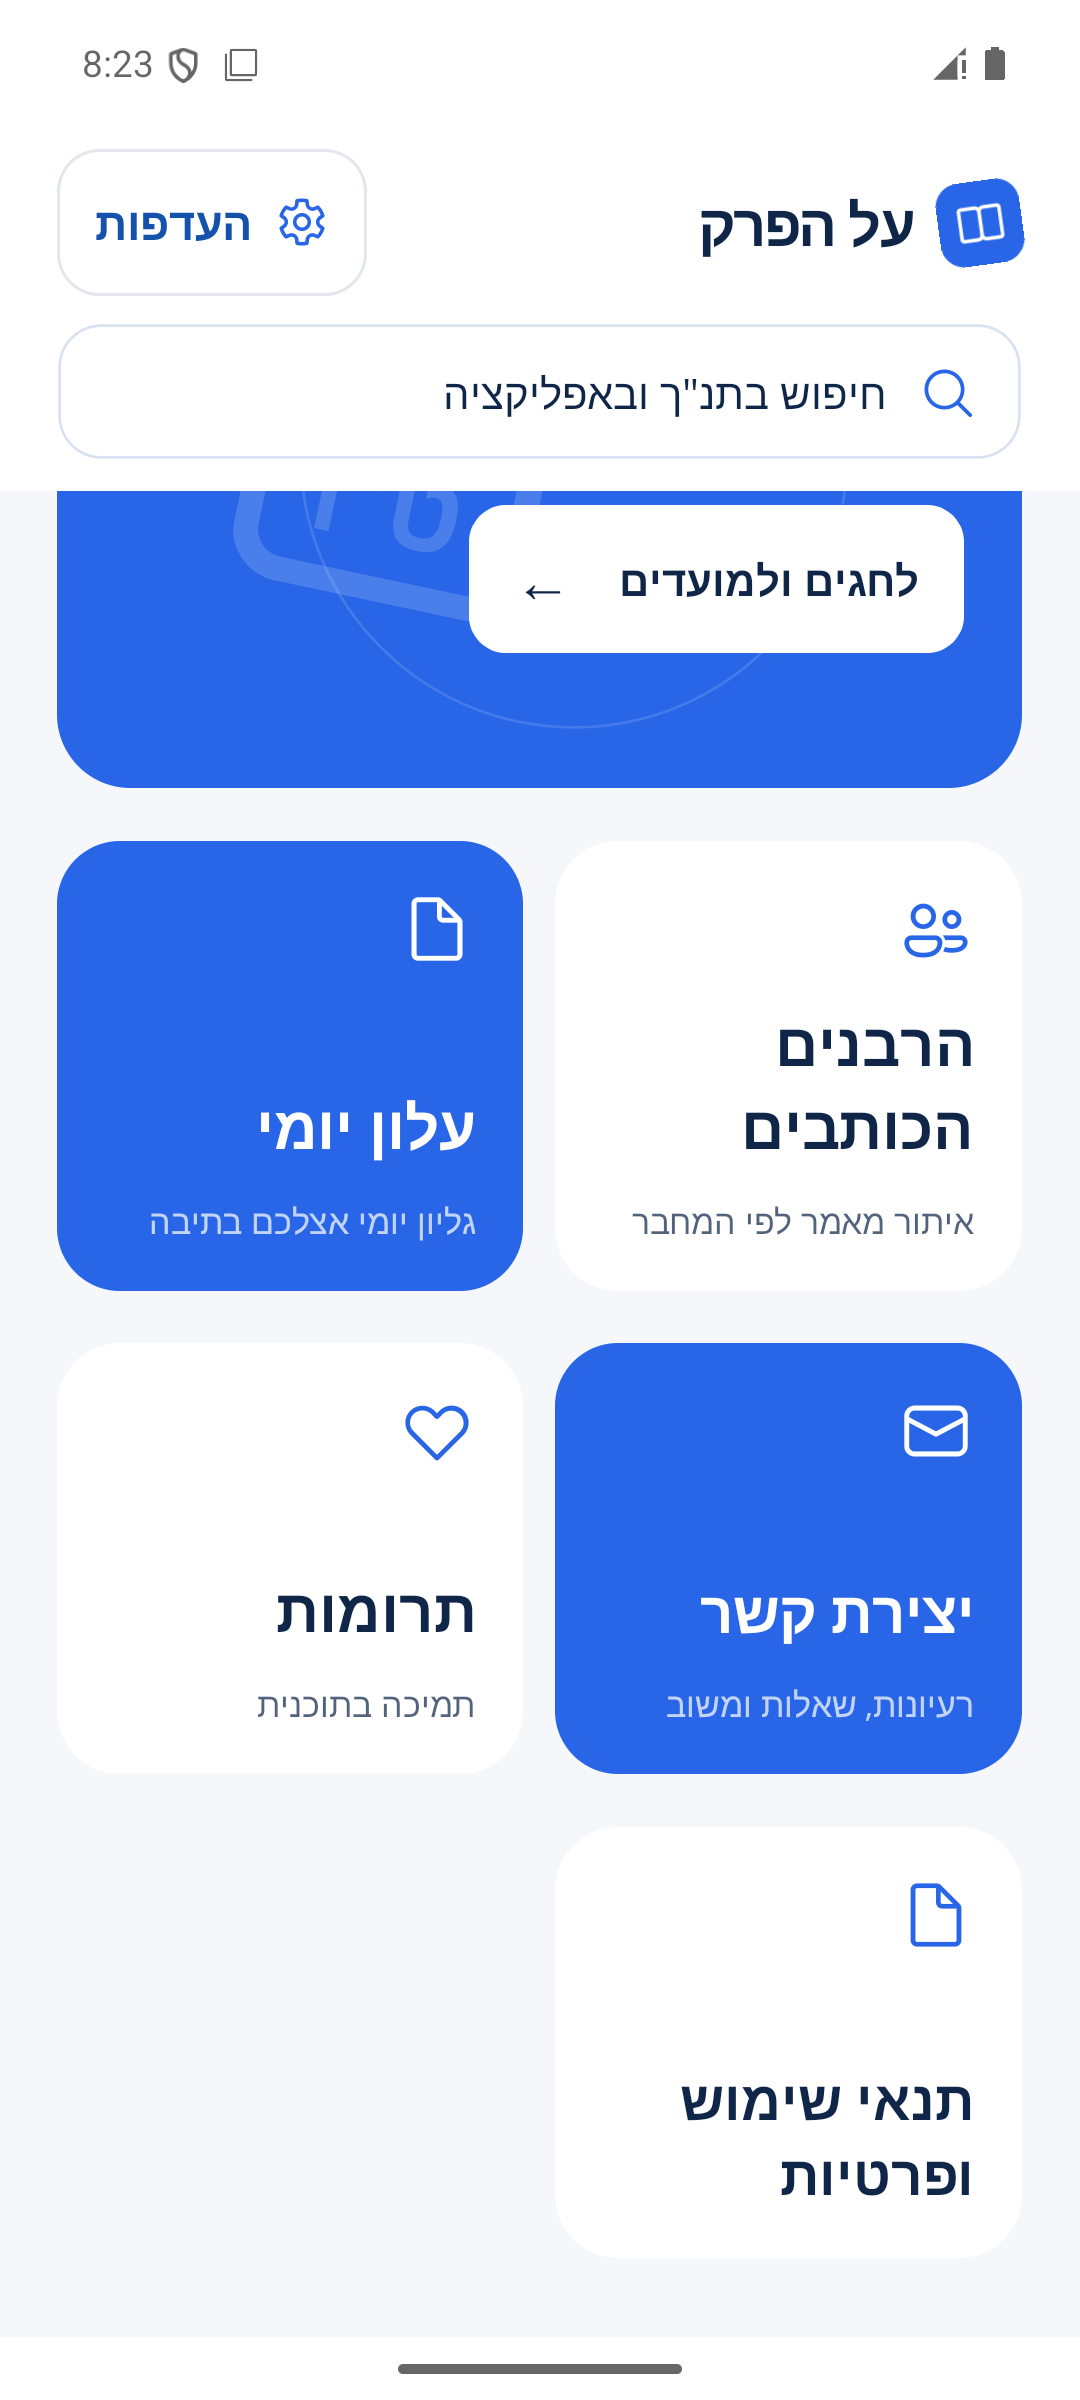 8:23
על הפרק
העדפות
חיפוש בתנ"ך ובאפליקציה
לחגים ולמועדים ←
הרבנים
הכותבים
איתור מאמר לפי המחבר
עלון יומי
גליון יומי אצלכם בתיבה
יצירת קשר
רעיונות, שאלות ומשוב
תרומות
תמיכה בתוכנית
תנאי שימוש
ופרטיות